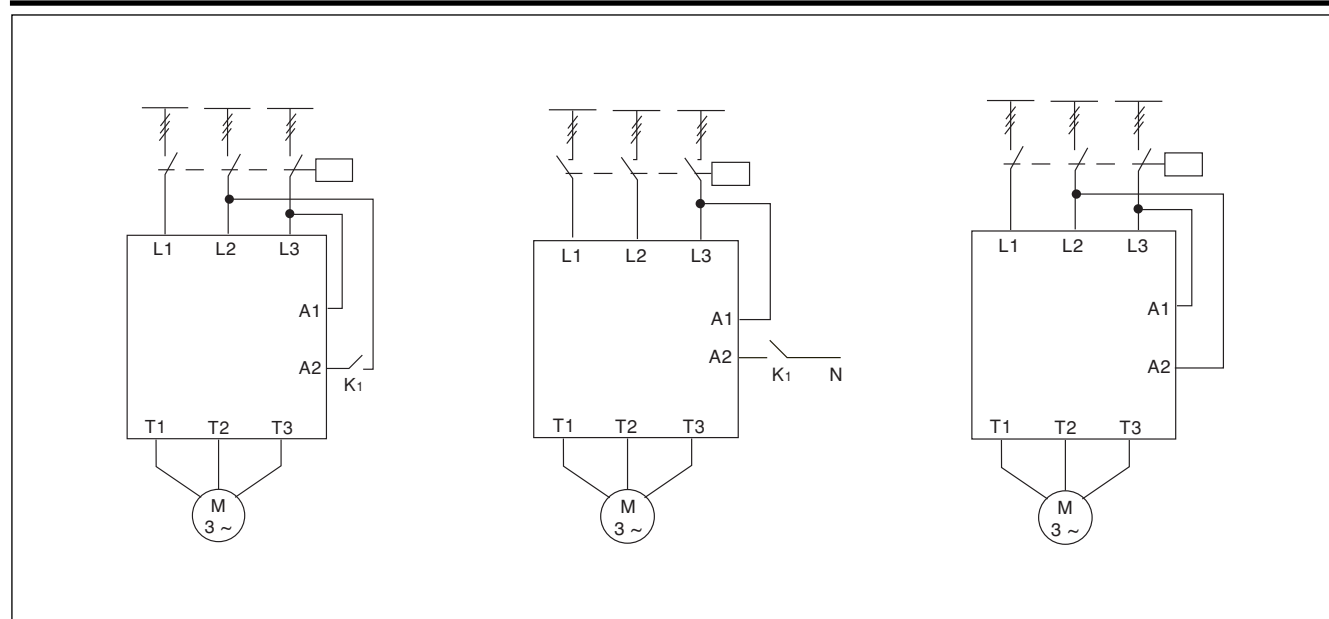 L1 L2 L3
A1
A2
K1
T1 T2 T3
M
3 ~
L1 L2 L3
A1
A2
K1 N
T1 T2 T3
M
3 ~
L1 L2 L3
A1
A2
T1 T2 T3
M
3 ~